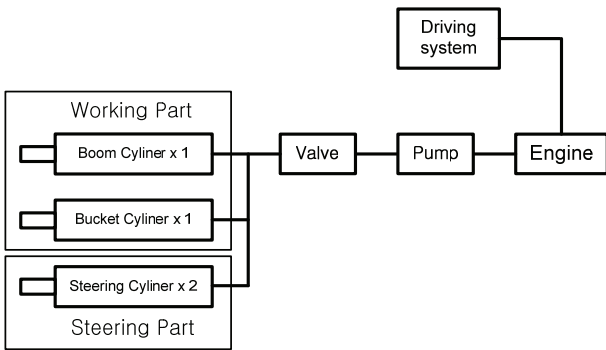 Driving
system
Working Part
Boom Cyliner x 1
Valve
Pump
Engine
Bucket Cyliner x 1
Steering Cyliner x 2
Steering Part